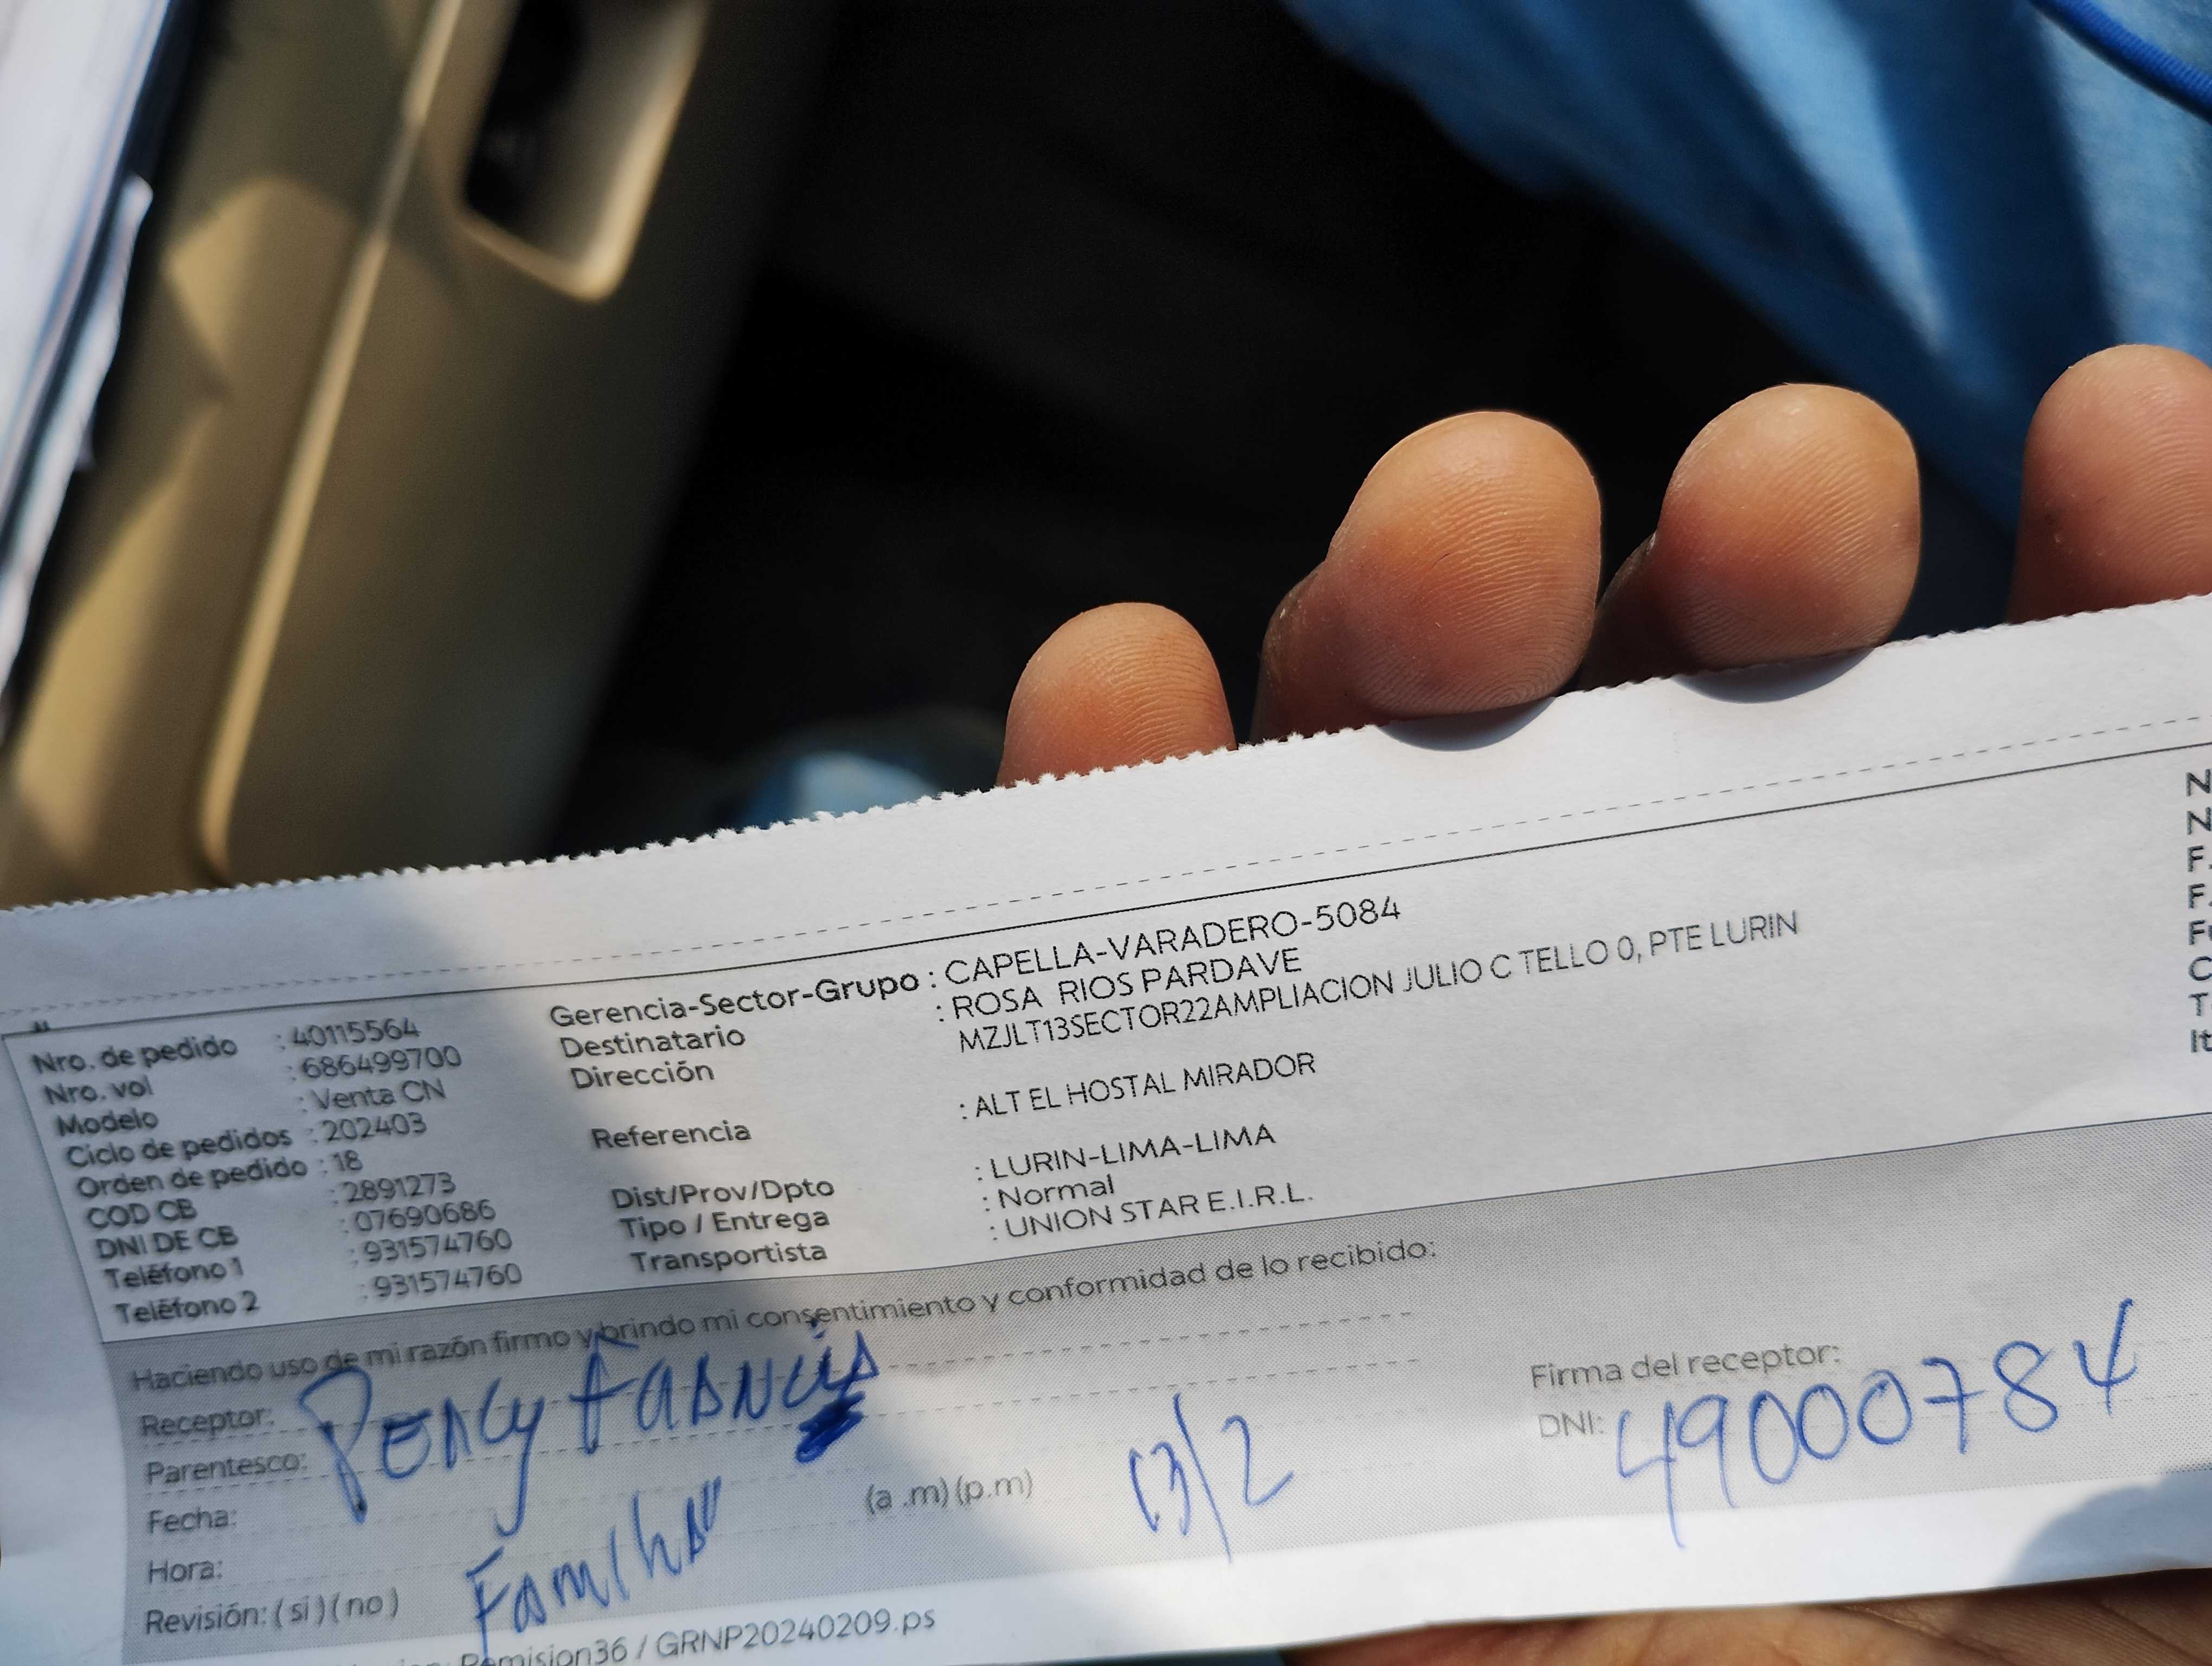 Nro. de pedido : 40115564
Nro. vol : 686499700
Modelo : Venta CN
Ciclo de pedidos : 202403
Orden de pedido : 18
COD CB : 2891273
DNI DE CB : 07690686
Teléfono 1 : 931574760
Teléfono 2 : 931574760
Gerencia-Sector-Grupo : CAPELLA-VARADERO-5084
Destinatario : ROSA RIOS PARDAVE
Dirección MZJLT13SECTOR22AMPLIACION JULIO C TELLO 0, PTE LURIN
Referencia : ALT EL HOSTAL MIRADOR
Dist/Prov/Dpto : LURIN-LIMA-LIMA
Tipo / Entrega : Normal
Transportista : UNION STAR E.I.R.L.
N
N
F.
F.
C
T
It
Haciendo uso de mi razón firmo y brindo mi consentimiento y conformidad de lo recibido:
Receptor: Percy
Parentesco:
Fecha:
Hora: (a .m) (p.m) 13/2
Revisión: ( si ) ( no )
Firma del receptor:
DNI: 49000784
Remision36 / GRNP20240209.ps